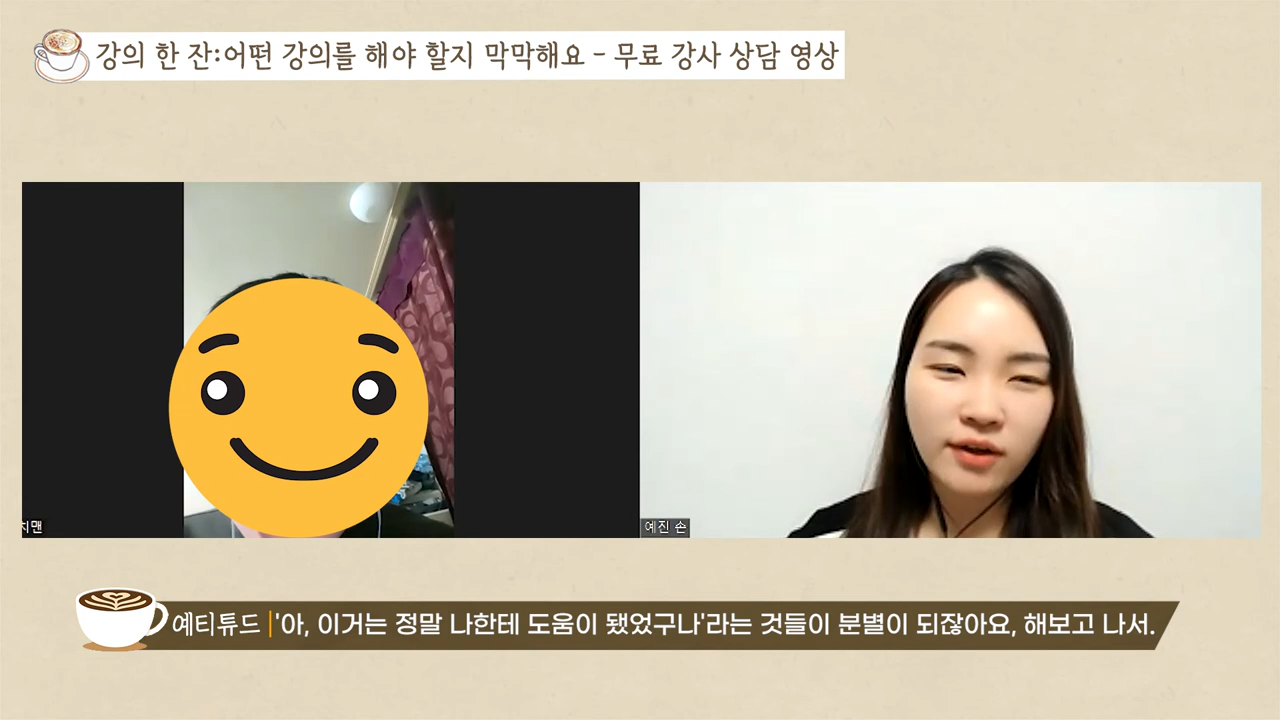 강의 한 잔:어떤 강의를 해야 할지 막막해요 - 무료 강사 상담 영상
치맨
예진 손
예티튜드 '아, 이거는 정말 나한테 도움이 됐었구나'라는 것들이 분별이 되잖아요, 해보고 나서.